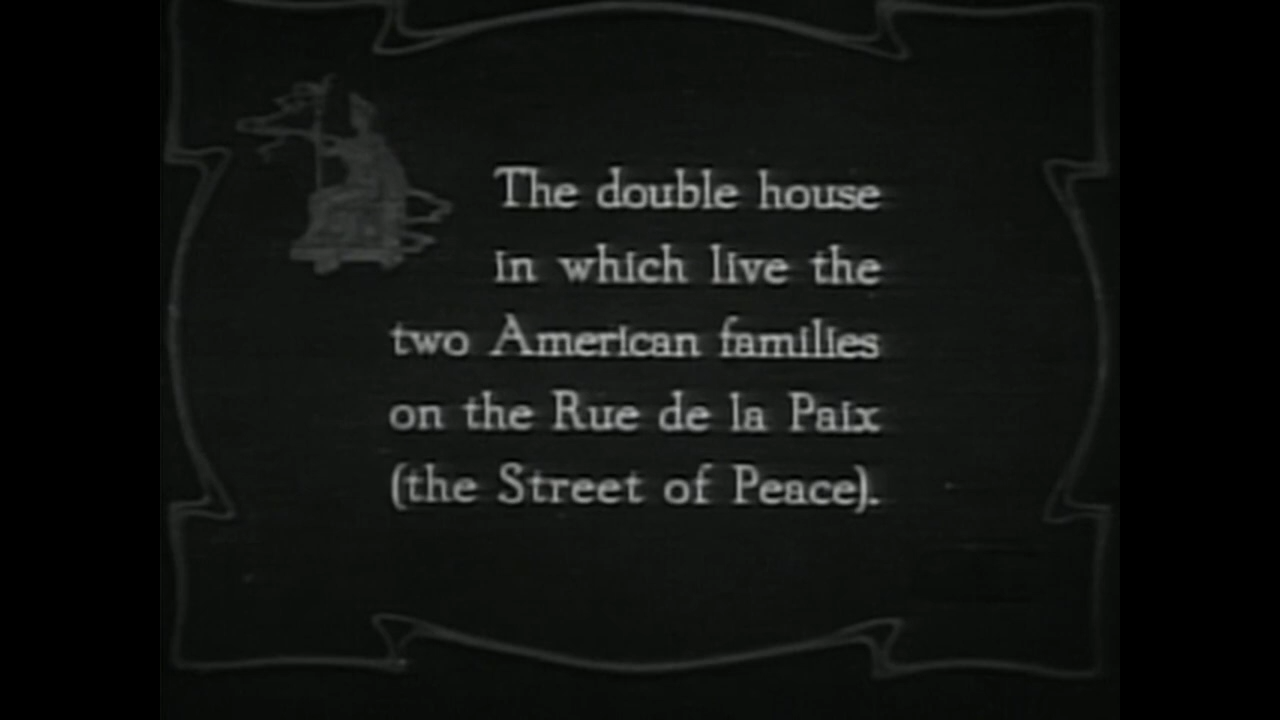 The double house
in which live the
two American families
on the Rue de la Paix
(the Street of Peace).